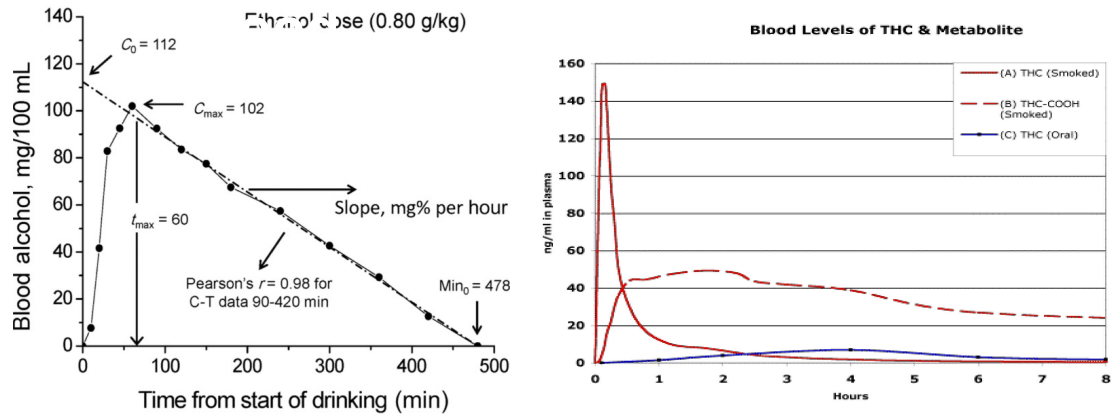 Ethanol dose (0.80 g/kg)
C₀ = 112
Cmax = 102
tmax = 60
Slope, mg% per hour
Pearson's r = 0.98 for
C-T data 90-420 min
Min₀ = 478
Blood alcohol, mg/100 mL
140
120
100
80
60
40
20
0
0 100 200 300 400 500
Time from start of drinking (min)
Blood Levels of THC & Metabolite
(A) THC (Smoked)
(B) THC-COOH
(Smoked)
(C) THC (Oral)
ng/ml in plasma
160
140
120
100
80
60
40
20
0
0 1 2 3 4 5 6 7 8
Hours